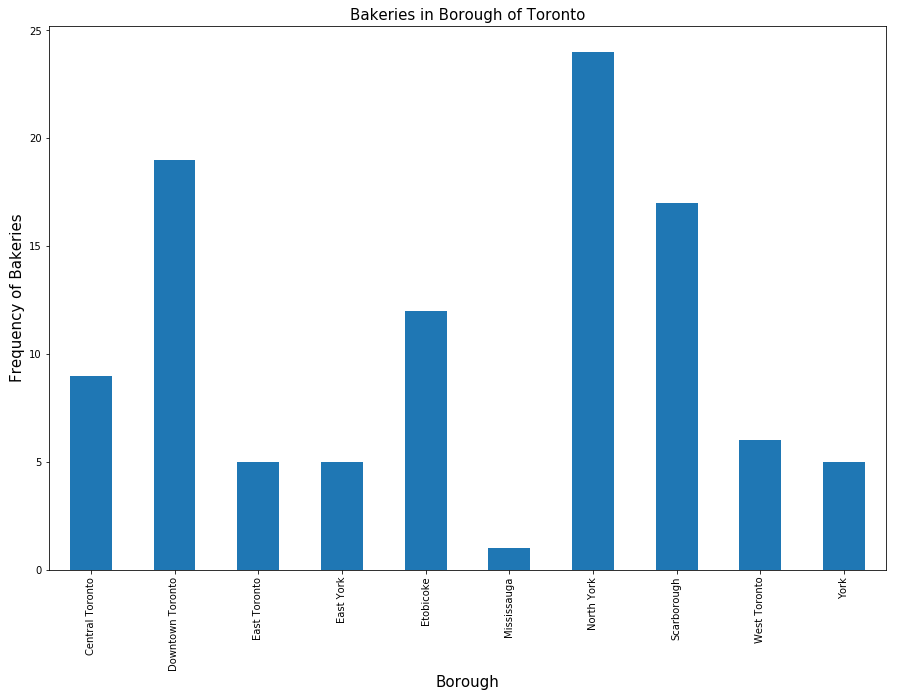 Bakeries in Borough of Toronto
Frequency of Bakeries
25
20
15
10
5
0
Central Toronto
Downtown Toronto
East Toronto
East York
Etobicoke
Mississauga
North York
Scarborough
West Toronto
York
Borough